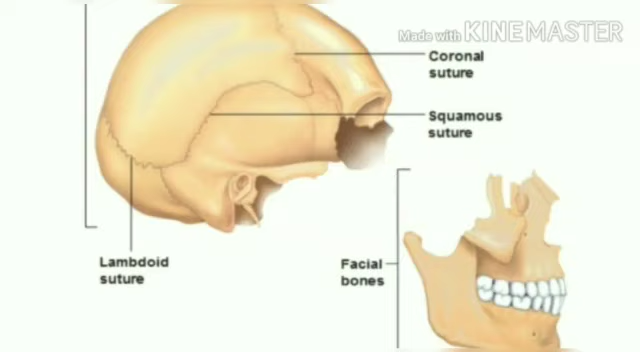 Made with KINEMASTER
Coronal
suture
Squamous
suture
Lambdoid
suture
Facial
bones